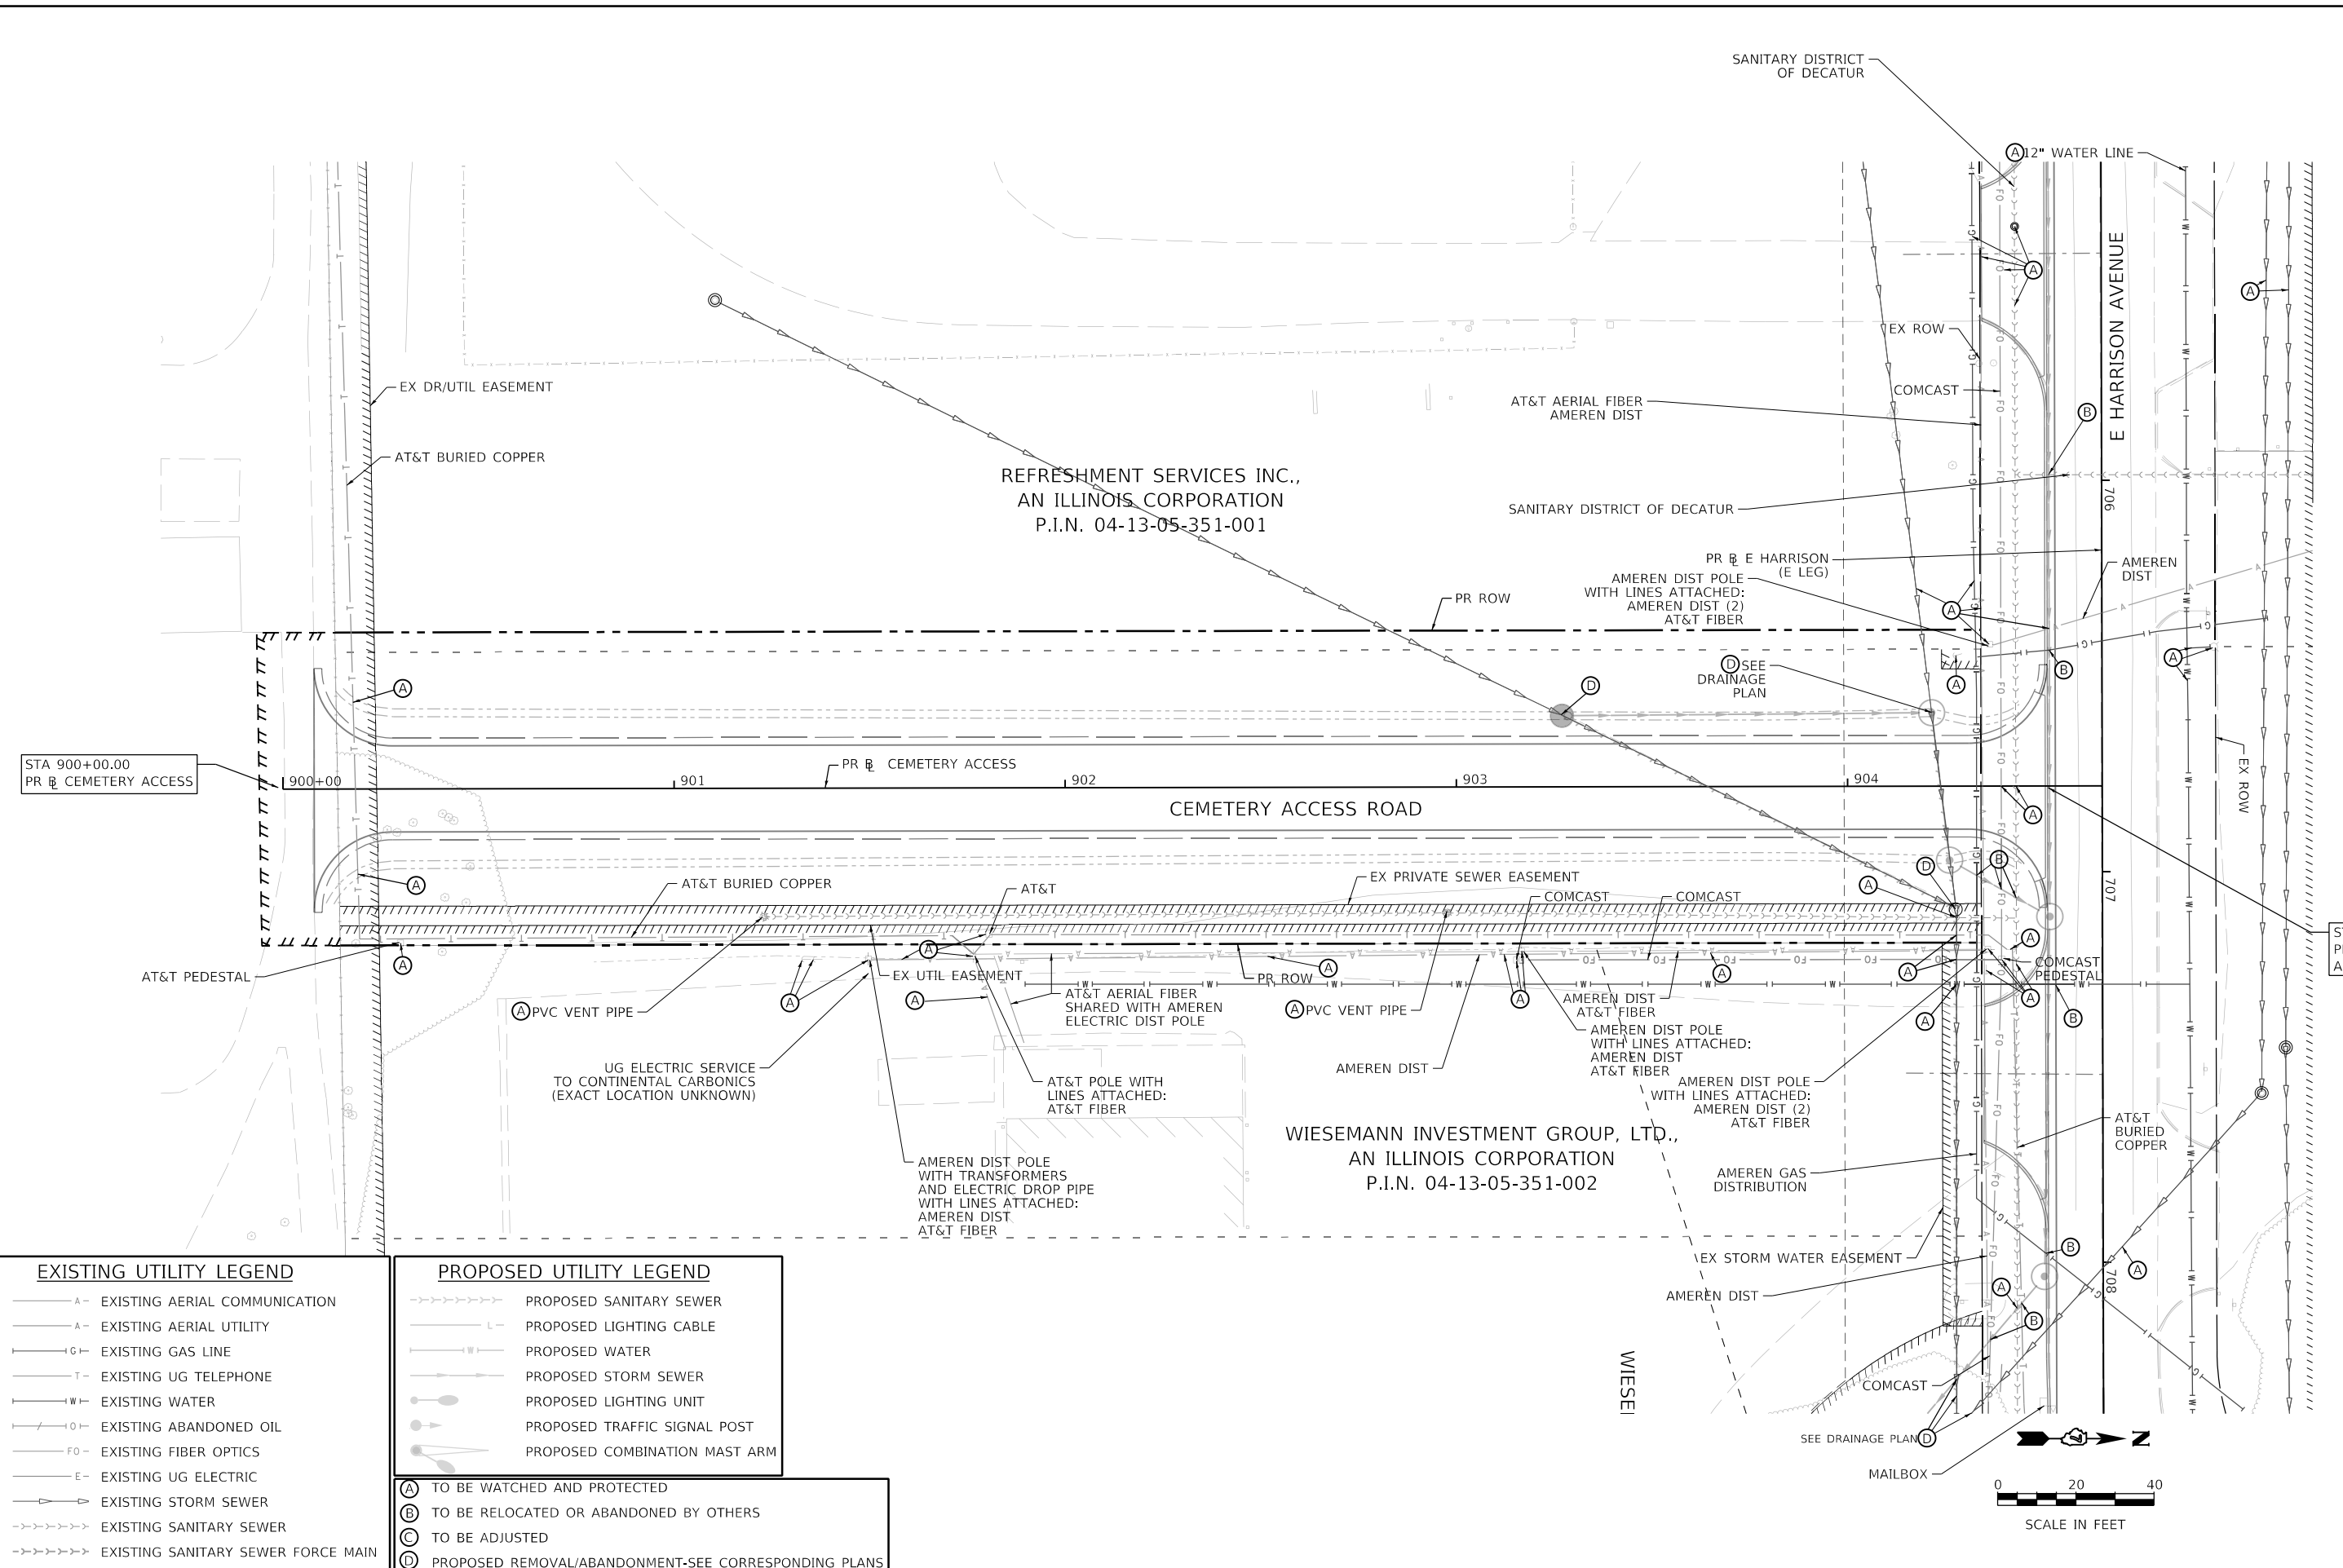 SANITARY DISTRICT
OF DECATUR
A 12" WATER LINE
A
A
EX ROW
E HARRISON AVENUE
EX DR/UTIL EASEMENT
COMCAST
AT&T AERIAL FIBER
AMEREN DIST
B
AT&T BURIED COPPER
REFRESHMENT SERVICES INC.,
AN ILLINOIS CORPORATION
P.I.N. 04-13-05-351-001
706
SANITARY DISTRICT OF DECATUR
PR BL E HARRISON
(E LEG)
AMEREN
DIST
AMEREN DIST POLE
WITH LINES ATTACHED:
AMEREN DIST (2)
AT&T FIBER
PR ROW
A
A
B
A
D SEE
DRAINAGE
PLAN
D
A
STA 900+00.00
PR BL CEMETERY ACCESS
900+00
901
PR BL CEMETERY ACCESS
902
903
904
EX ROW
CEMETERY ACCESS ROAD
A
A
B
D
A
707
AT&T BURIED COPPER
AT&T
EX PRIVATE SEWER EASEMENT
COMCAST
COMCAST
ST
P
A
AT&T PEDESTAL
A
A
EX UTIL EASEMENT
PR ROW
A
A
A
A
COMCAST
PEDESTAL
A PVC VENT PIPE
A
A
AT&T AERIAL FIBER
SHARED WITH AMEREN
ELECTRIC DIST POLE
A PVC VENT PIPE
A
AMEREN DIST
AT&T FIBER
A
A
B
AMEREN DIST POLE
WITH LINES ATTACHED:
AMEREN DIST
AT&T FIBER
UG ELECTRIC SERVICE
TO CONTINENTAL CARBONICS
(EXACT LOCATION UNKNOWN)
AT&T POLE WITH
LINES ATTACHED:
AT&T FIBER
AMEREN DIST
AMEREN DIST POLE
WITH LINES ATTACHED:
AMEREN DIST (2)
AT&T FIBER
AT&T
BURIED
COPPER
WIESEMANN INVESTMENT GROUP, LTD.,
AN ILLINOIS CORPORATION
P.I.N. 04-13-05-351-002
AMEREN DIST POLE
WITH TRANSFORMERS
AND ELECTRIC DROP PIPE
WITH LINES ATTACHED:
AMEREN DIST
AT&T FIBER
AMEREN GAS
DISTRIBUTION
EX STORM WATER EASEMENT
B
A
708
AMEREN DIST
A
B
WIESE
COMCAST
SEE DRAINAGE PLAN D
MAILBOX
N
0 20 40
SCALE IN FEET
EXISTING UTILITY LEGEND
A EXISTING AERIAL COMMUNICATION
A EXISTING AERIAL UTILITY
G EXISTING GAS LINE
T EXISTING UG TELEPHONE
W EXISTING WATER
O EXISTING ABANDONED OIL
FO EXISTING FIBER OPTICS
E EXISTING UG ELECTRIC
EXISTING STORM SEWER
EXISTING SANITARY SEWER
EXISTING SANITARY SEWER FORCE MAIN
PROPOSED UTILITY LEGEND
PROPOSED SANITARY SEWER
L PROPOSED LIGHTING CABLE
W PROPOSED WATER
PROPOSED STORM SEWER
PROPOSED LIGHTING UNIT
PROPOSED TRAFFIC SIGNAL POST
PROPOSED COMBINATION MAST ARM
A TO BE WATCHED AND PROTECTED
B TO BE RELOCATED OR ABANDONED BY OTHERS
C TO BE ADJUSTED
D PROPOSED REMOVAL/ABANDONMENT-SEE CORRESPONDING PLANS